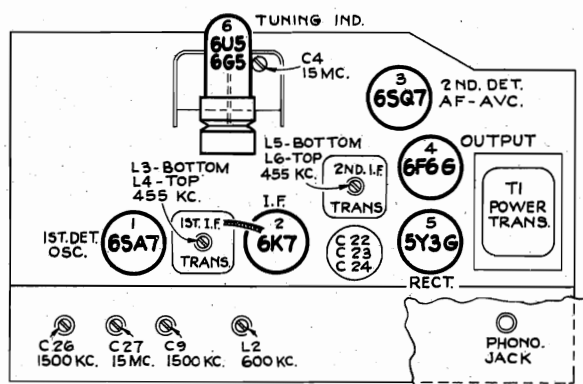 TUNING IND.
6
6U5
6G5
C4
15 MC.
3
6SQ7
2ND. DET.
AF-AVC.
L5-BOTTOM
L6-TOP
455 KC.
2ND. I.F.
TRANS.
4
6F6G
OUTPUT
T1
POWER
TRANS.
L3-BOTTOM
L4-TOP
455 KC.
1ST. DET.
OSC.
1
6SA7
1ST. I.F.
TRANS.
I.F.
2
6K7
C 22
C 23
C 24
5
5Y3G
RECT.
C 26
1500 KC.
C27
15 MC.
C9
1500 KC.
L2
600 KC.
PHONO.
JACK